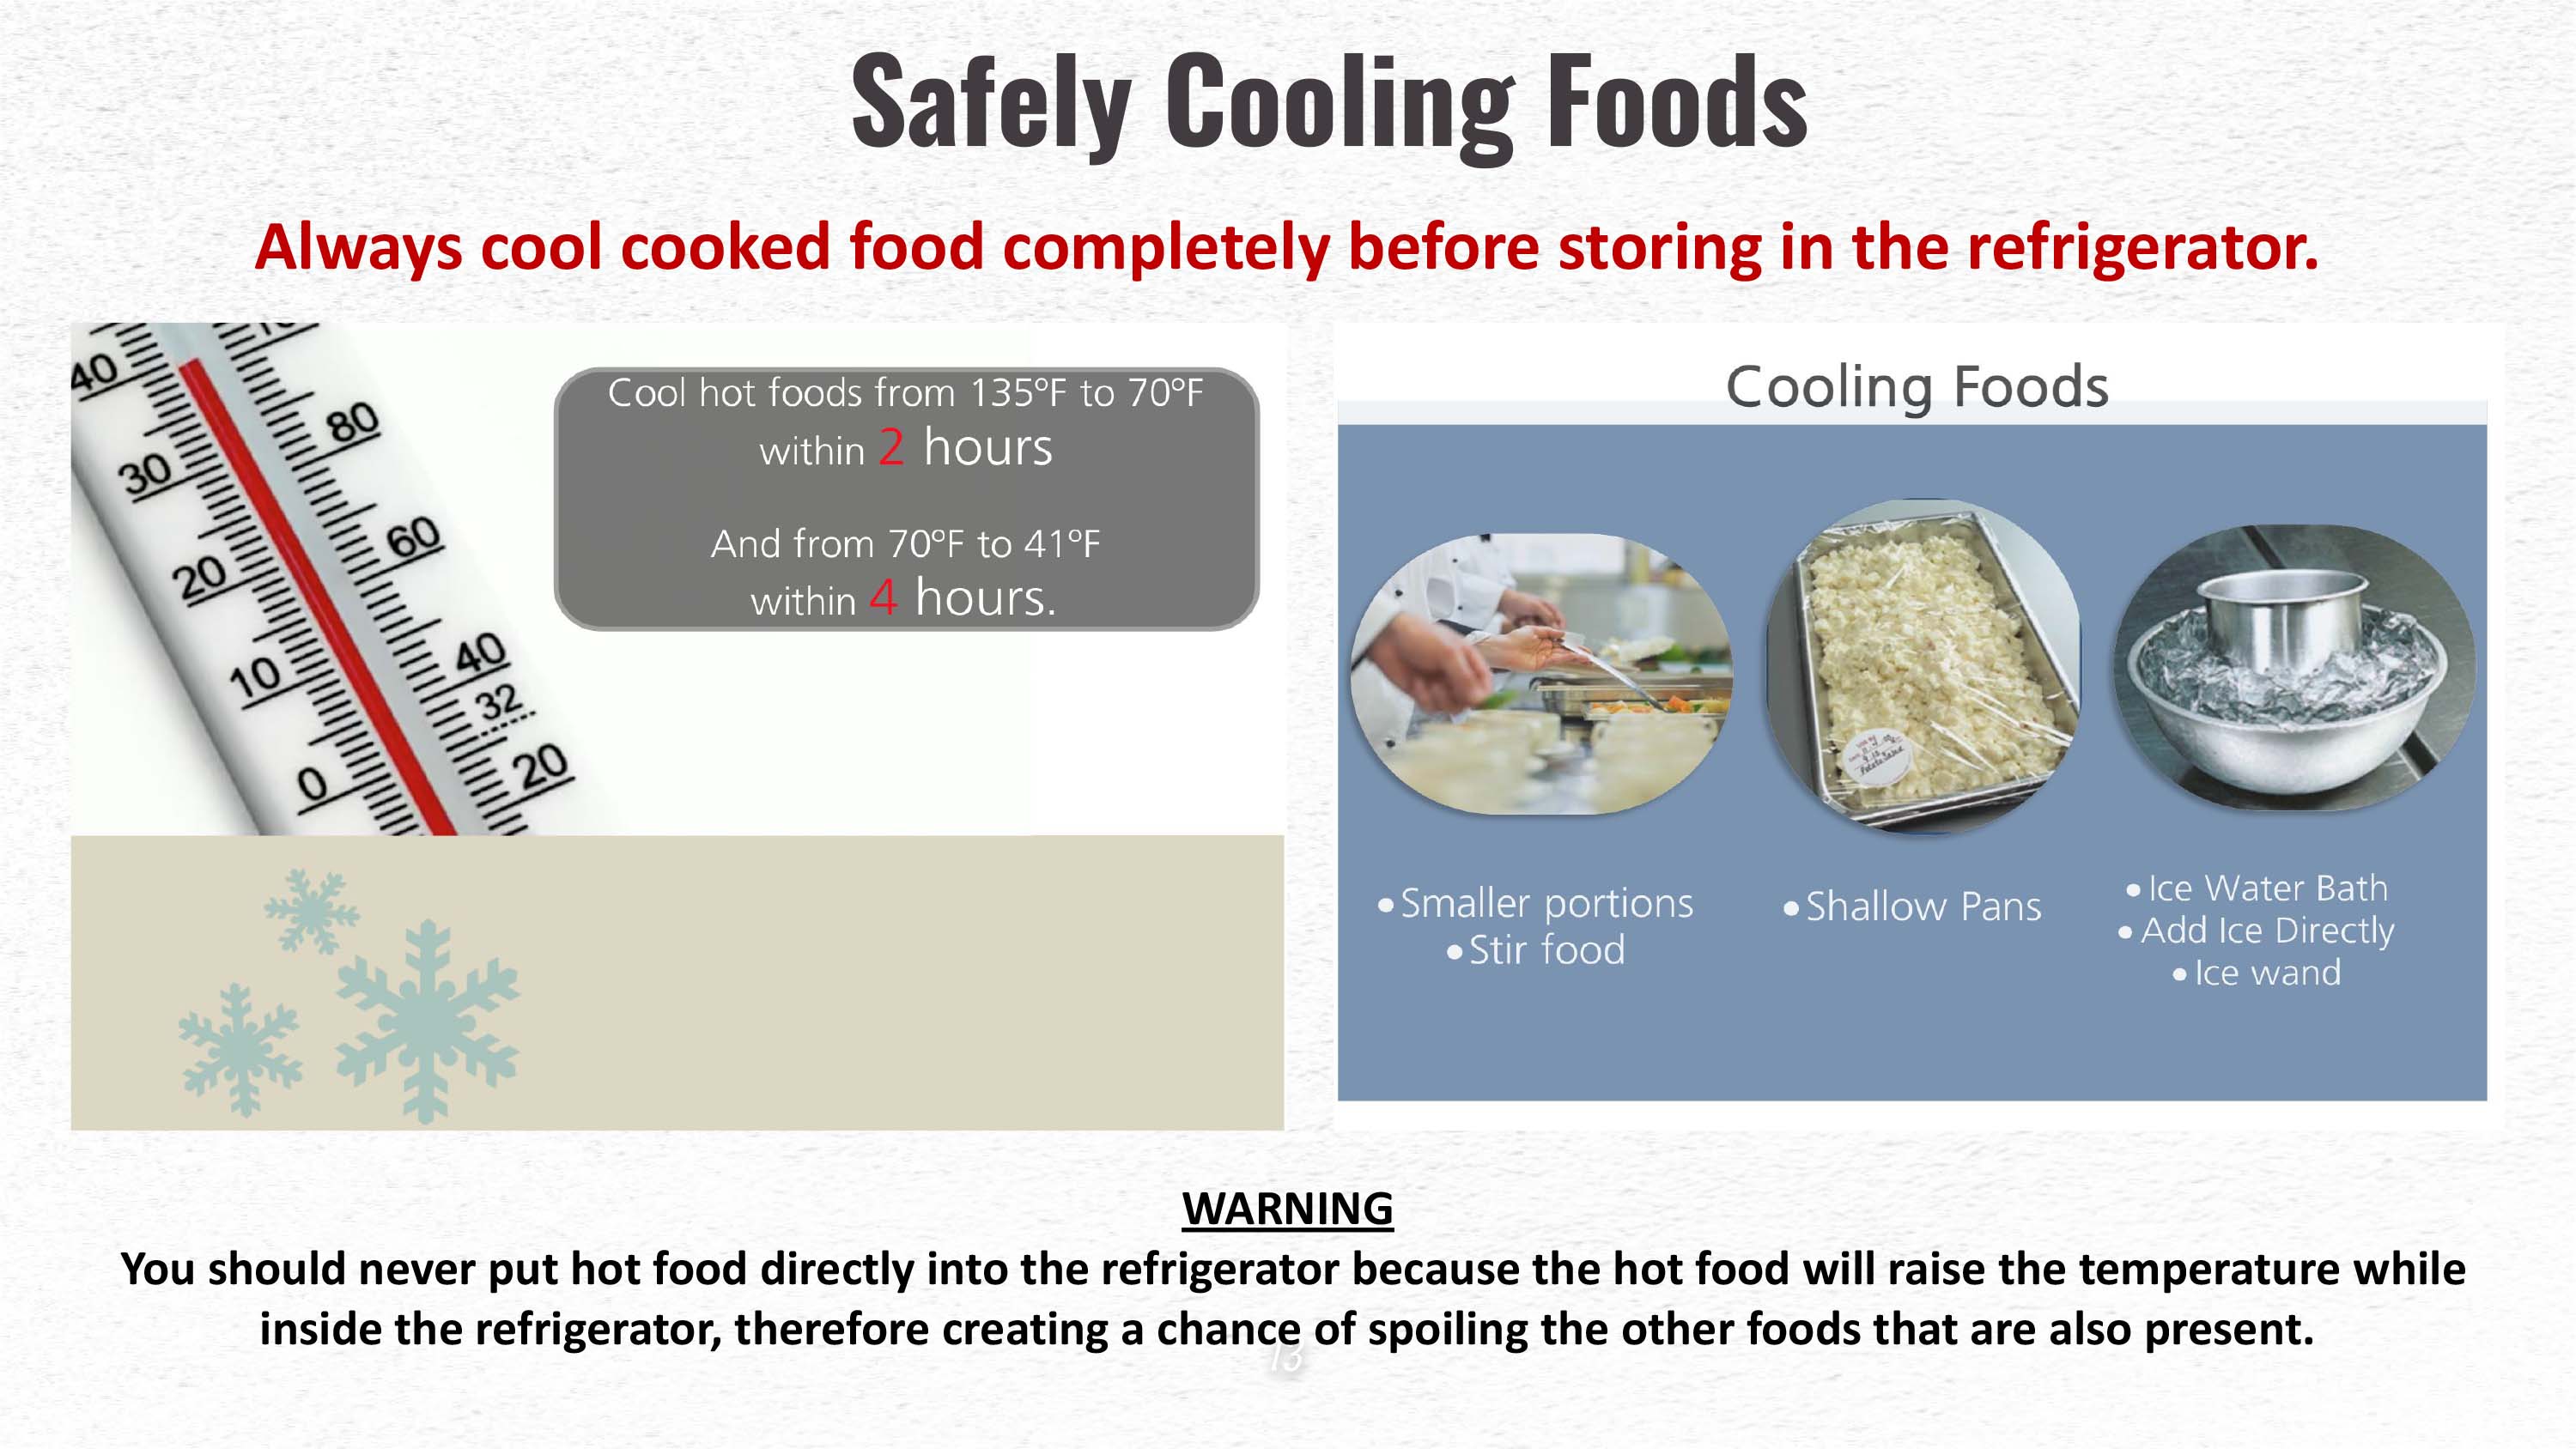 Safely Cooling Foods
Always cool cooked food completely before storing in the refrigerator.
40
30
20
10
0
80
60
40
32
20
Cool hot foods from 135°F to 70°F
within 2 hours
And from 70°F to 41°F
within 4 hours.
Cooling Foods
• Smaller portions
• Stir food
• Shallow Pans
• Ice Water Bath
• Add Ice Directly
• Ice wand
WARNING
You should never put hot food directly into the refrigerator because the hot food will raise the temperature while
inside the refrigerator, therefore creating a chance of spoiling the other foods that are also present.
13